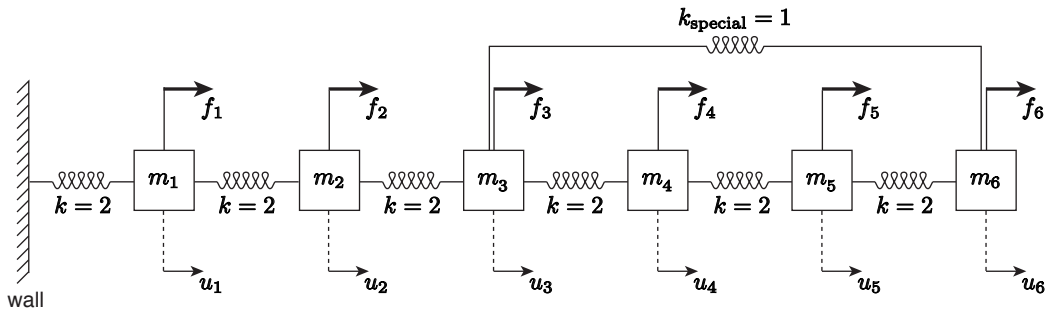 k_special = 1
f₁ f₂ f₃ f₄ f₅ f₆
m₁ m₂ m₃ m₄ m₅ m₆
k = 2 k = 2 k = 2 k = 2 k = 2 k = 2
u₁ u₂ u₃ u₄ u₅ u₆
wall